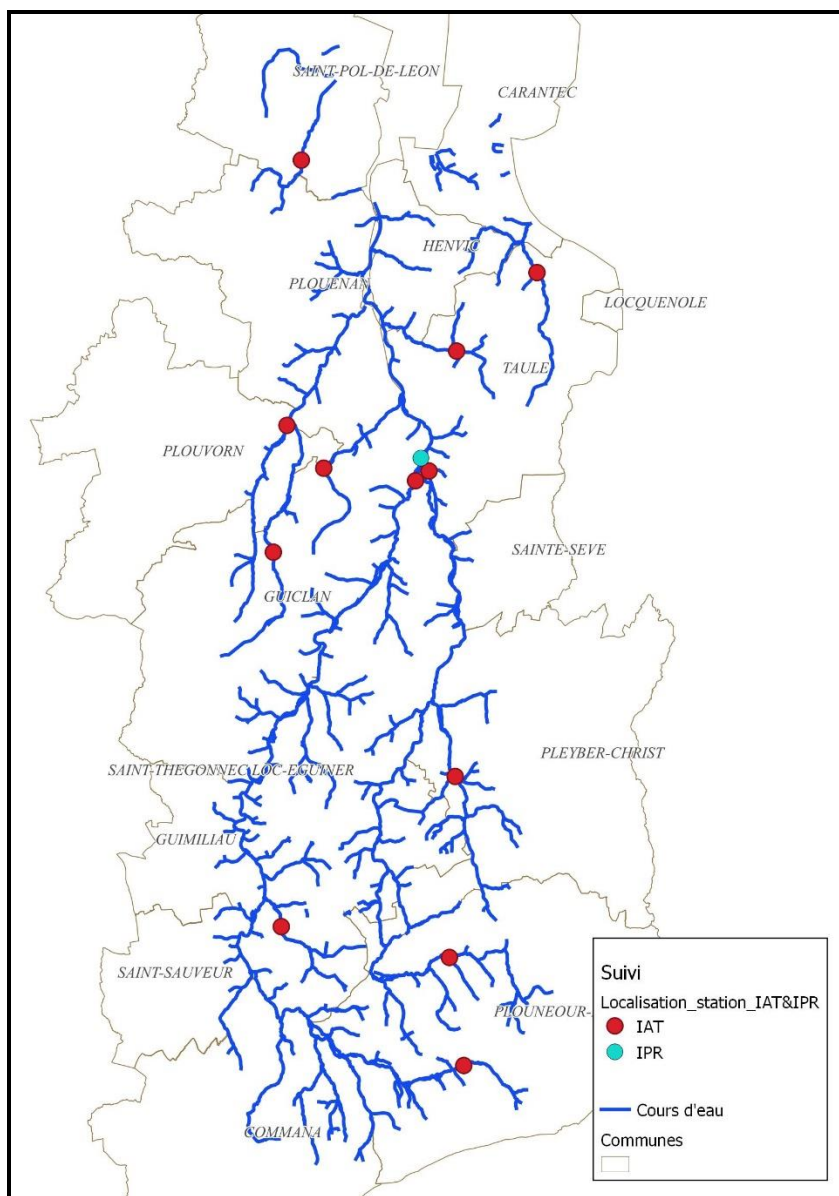 SAINT-POL-DE-LEON
CARANTEC
HENVIC
PLOUENAN
LOCQUENOLE
TAULE
PLOUVORN
SAINTE-SEVE
GUICLAN
PLEYBER-CHRIST
SAINT-THEGONNEC LOC-EGUINER
GUIMILIAU
SAINT-SAUVEUR
PLOUNEOUR-
COMMANA
Suivi
Localisation_station_IAT&IPR
IAT
IPR
Cours d'eau
Communes